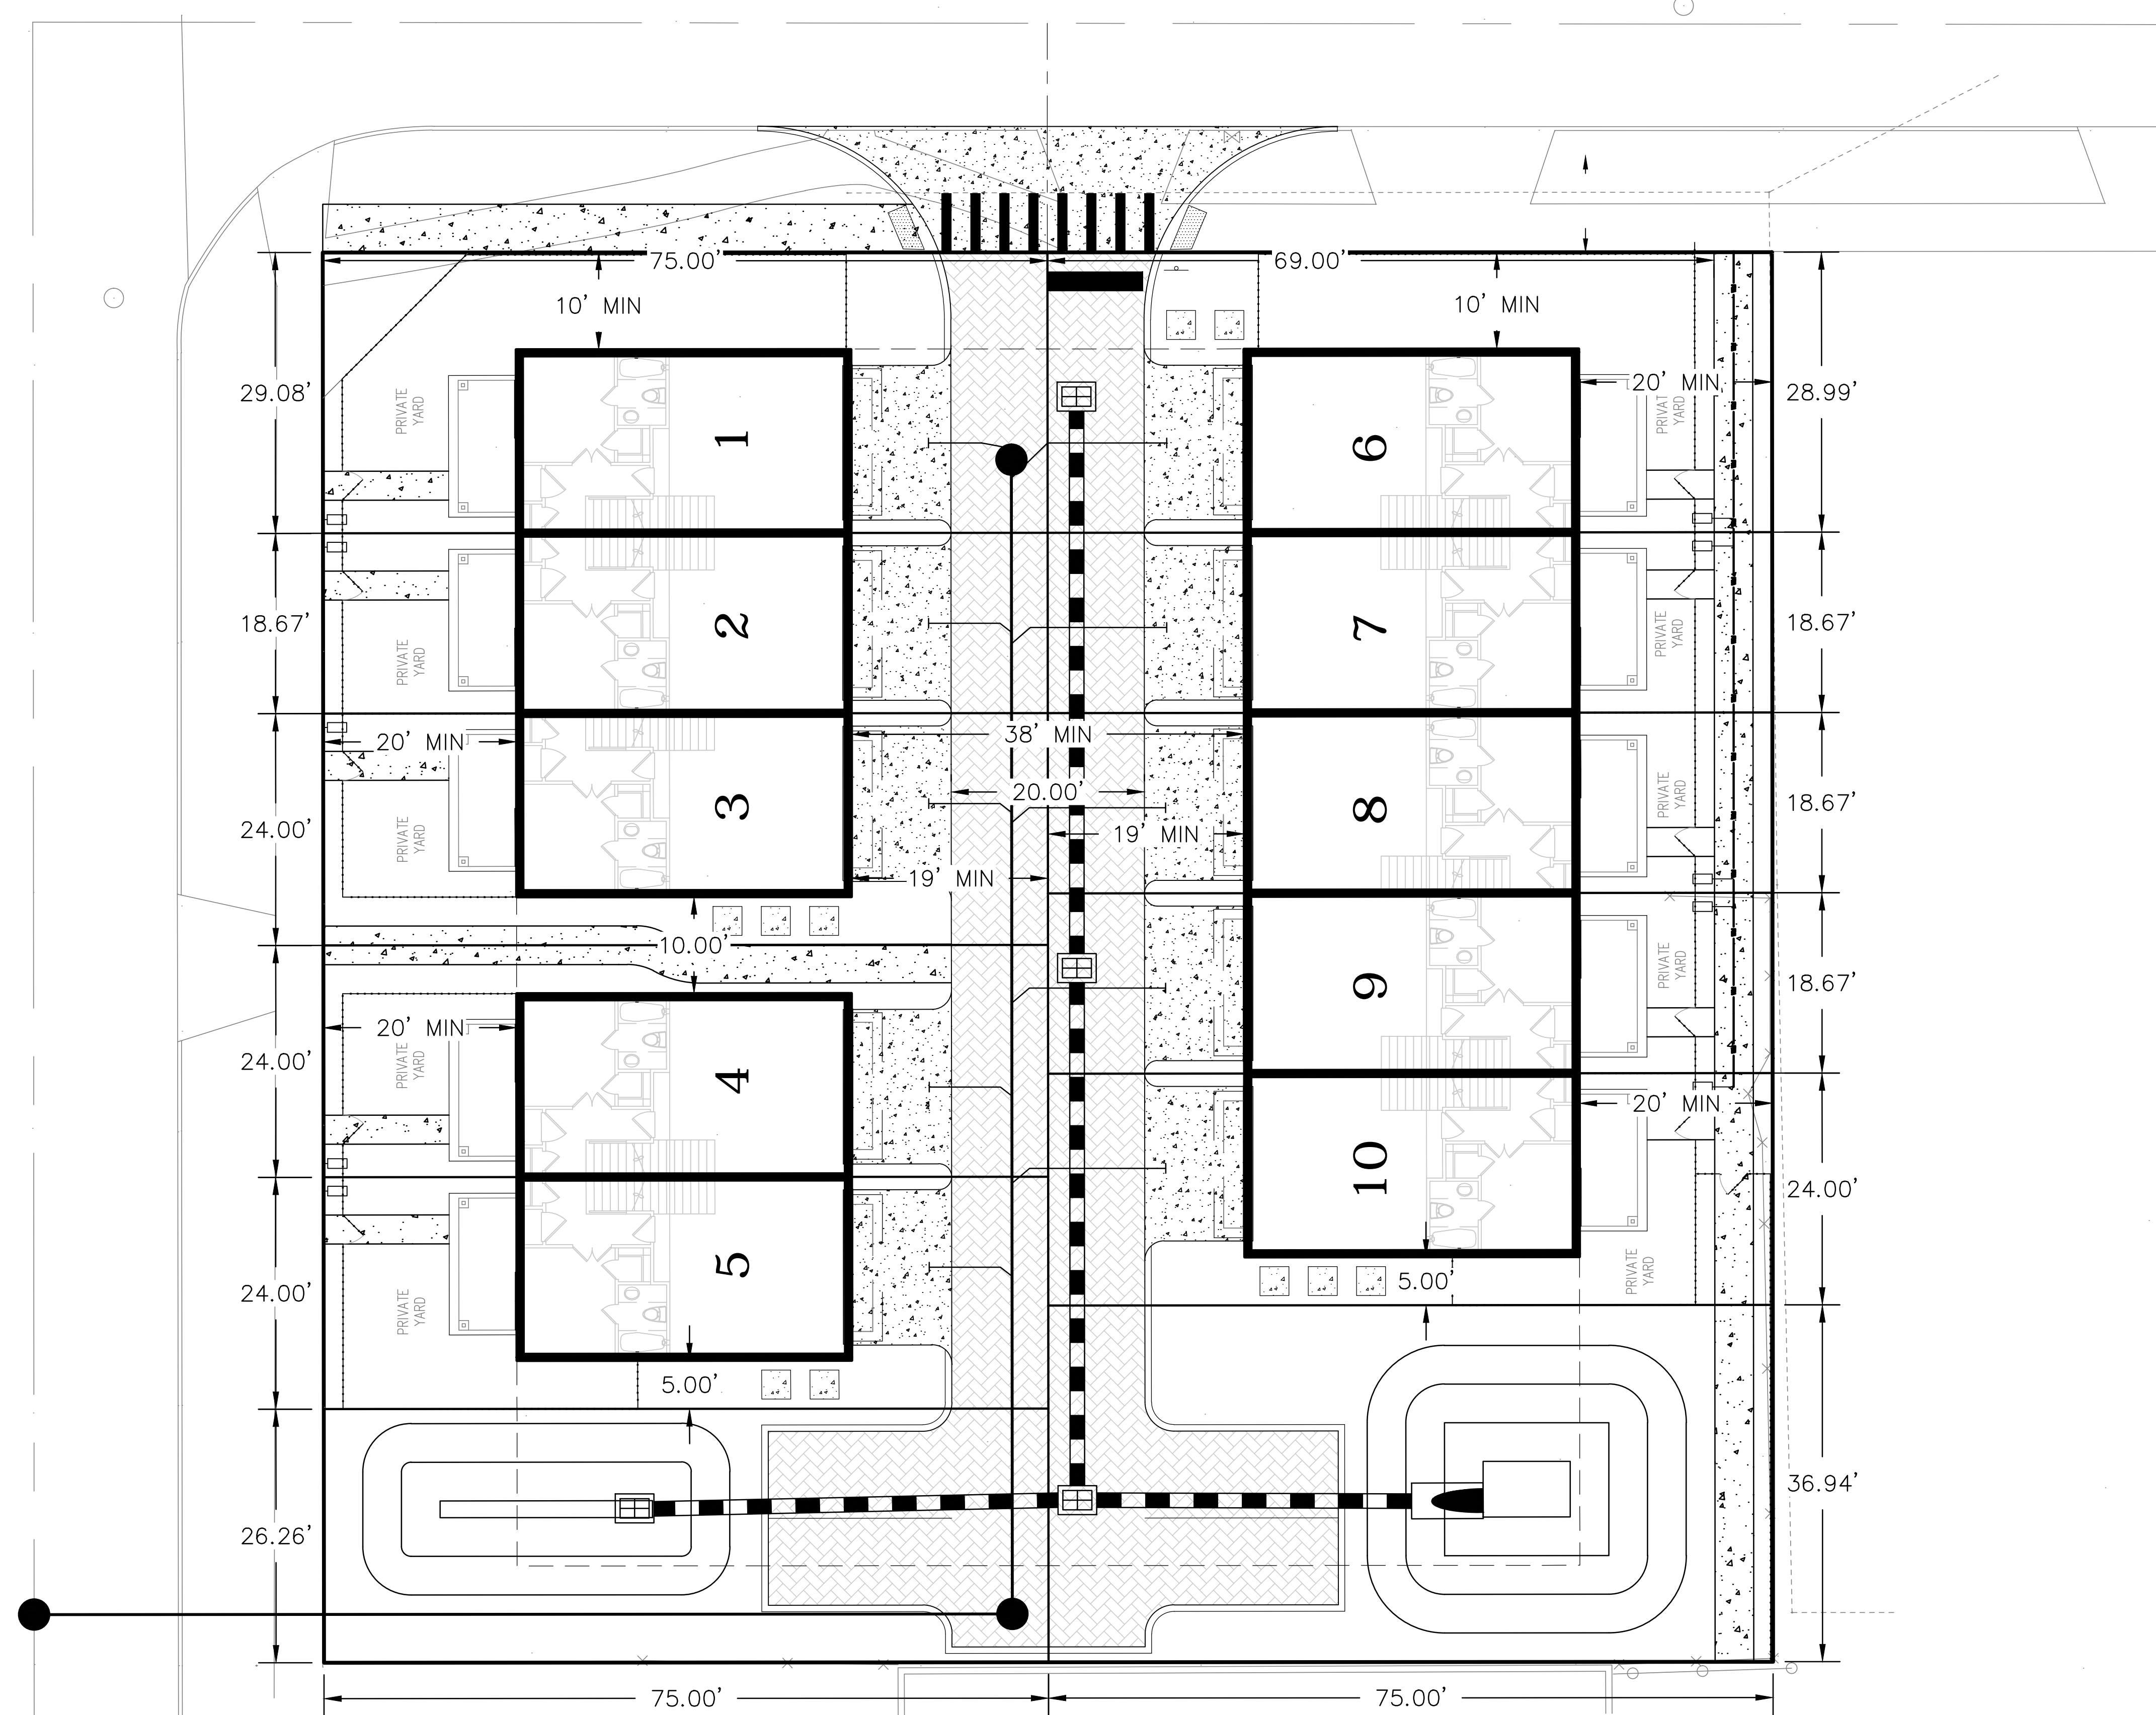 75.00'
69.00'
10' MIN
10' MIN
29.08'
PRIVATE
YARD
1
6
20' MIN
PRIVAT
YARD
28.99'
18.67'
PRIVATE
YARD
2
7
PRIVATE
YARD
18.67'
20' MIN
38' MIN
20.00'
24.00'
PRIVATE
YARD
3
19' MIN
19' MIN
8
PRIVATE
YARD
18.67'
10.00'
9
PRIVATE
YARD
18.67'
20' MIN
24.00'
PRIVATE
YARD
4
20' MIN
10
24.00'
5
5.00'
PRIVATE
YARD
24.00'
PRIVATE
YARD
5.00'
36.94'
26.26'
75.00'
75.00'